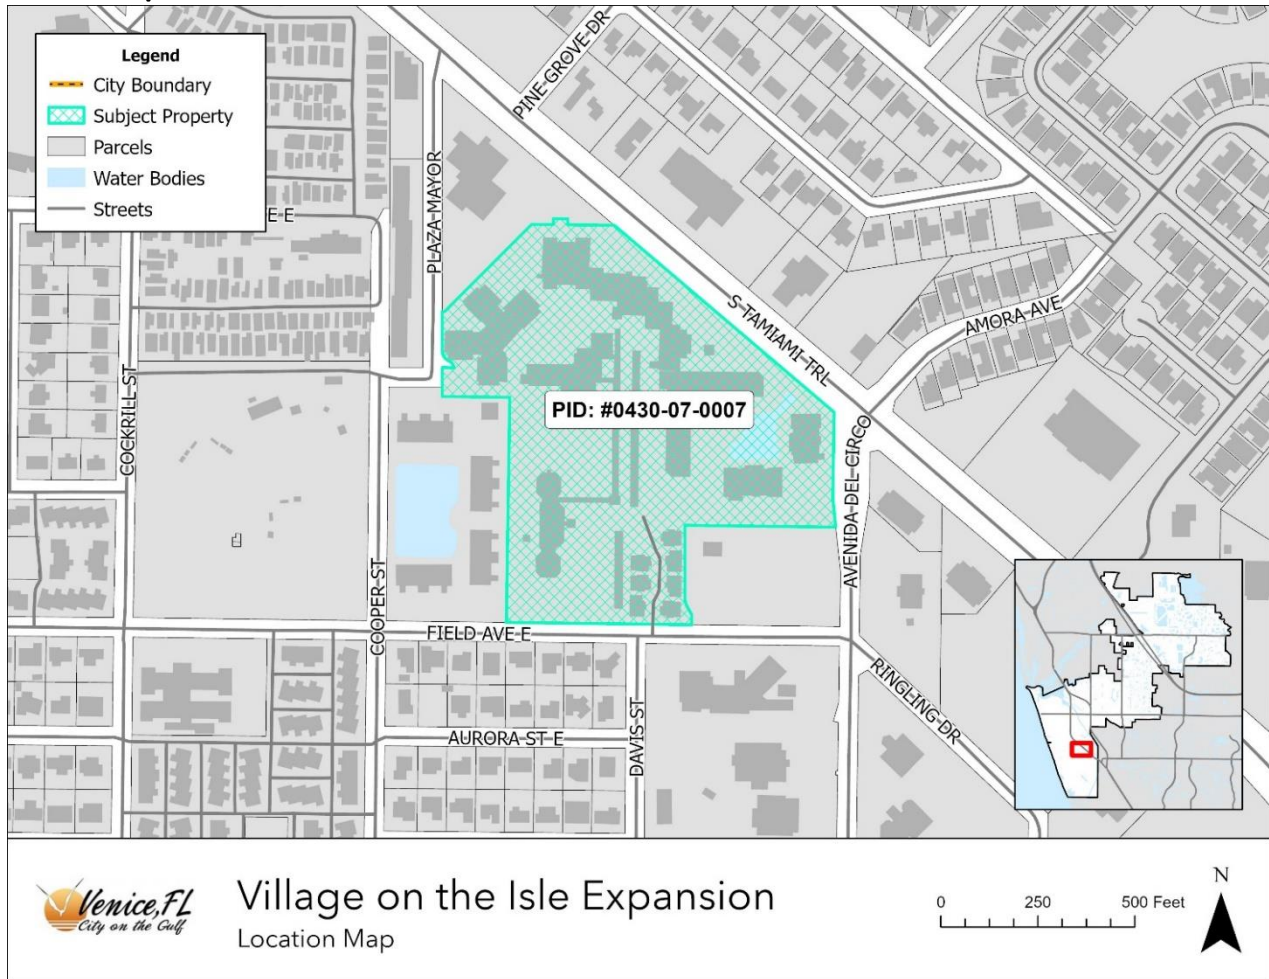 Legend
City Boundary
Subject Property
Parcels
Water Bodies
Streets
E E
PINE GROVE DR
PLAZA MAYOR
S TAMIAMI TRL
AMORA AVE
COCKRILL ST
PID: #0430-07-0007
AVENIDA DEL CIRCO
COOPER ST
FIELD AVE E
RINGLING DR
DAVIS ST
AURORA ST E
Venice, FL
City on the Gulf
Village on the Isle Expansion
Location Map
0 250 500 Feet
N